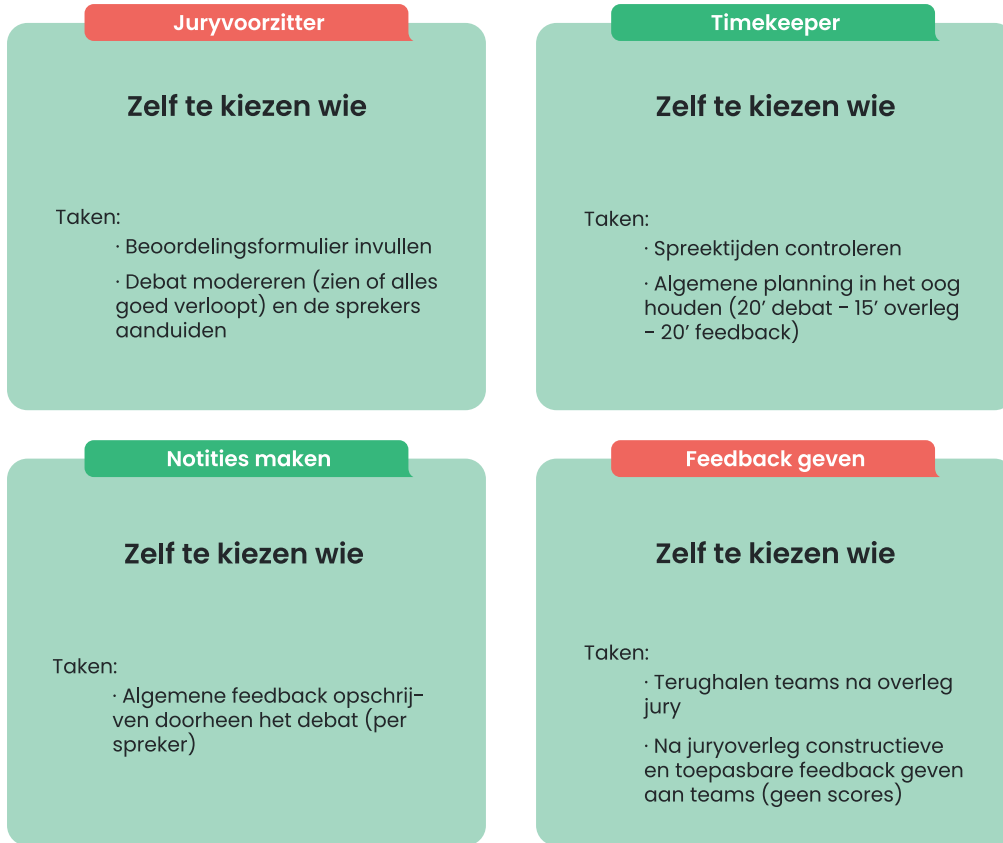 Juryvoorzitter
Zelf te kiezen wie
Taken:
· Beoordelingsformulier invullen
· Debat modereren (zien of alles
goed verloopt) en de sprekers
aanduiden
Timekeeper
Zelf te kiezen wie
Taken:
· Spreektijden controleren
· Algemene planning in het oog
houden (20’ debat – 15’ overleg
– 20’ feedback)
Notities maken
Zelf te kiezen wie
Taken:
· Algemene feedback opschrij-
ven doorheen het debat (per
spreker)
Feedback geven
Zelf te kiezen wie
Taken:
· Terughalen teams na overleg
jury
· Na juryoverleg constructieve
en toepasbare feedback geven
aan teams (geen scores)